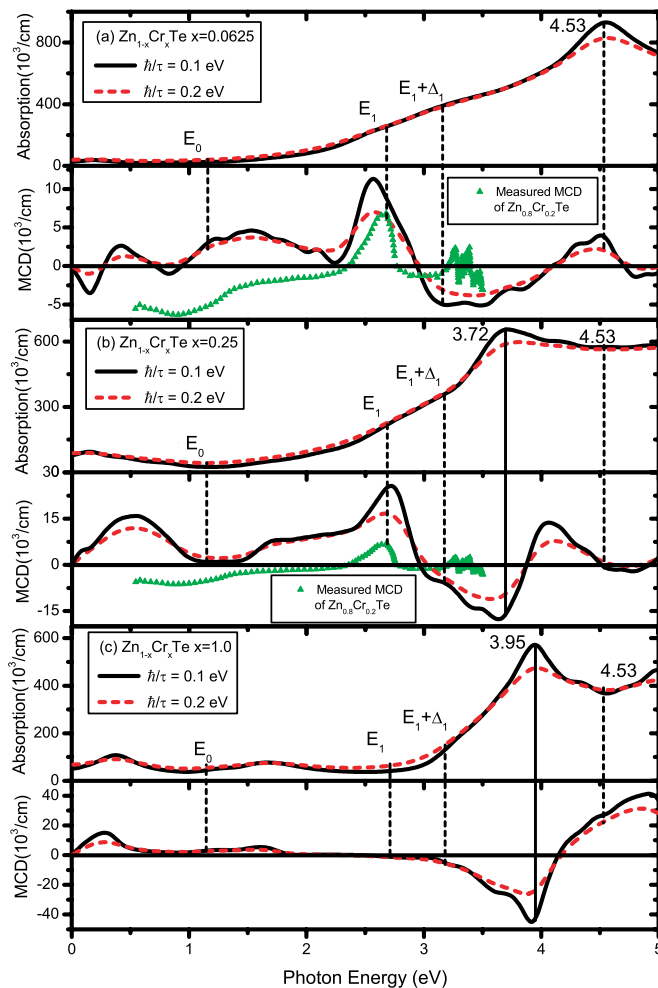 (a) Zn1-xCrxTe x=0.0625
ħ/τ = 0.1 eV
ħ/τ = 0.2 eV
4.53
E1+Δ1
E1
E0
Absorption(10³/cm)
800
400
0
Measured MCD
of Zn0.8Cr0.2Te
MCD(10³/cm)
10
5
0
-5
(b) Zn1-xCrxTe x=0.25
ħ/τ = 0.1 eV
ħ/τ = 0.2 eV
3.72
4.53
E1+Δ1
E1
E0
Absorption(10³/cm)
600
300
30
MCD(10³/cm)
15
0
-15
Measured MCD
of Zn0.8Cr0.2Te
(c) Zn1-xCrxTe x=1.0
ħ/τ = 0.1 eV
ħ/τ = 0.2 eV
3.95
4.53
E1+Δ1
E1
E0
Absorption(10³/cm)
600
400
200
0
MCD(10³/cm)
40
20
0
-20
-40
0 1 2 3 4 5
Photon Energy (eV)